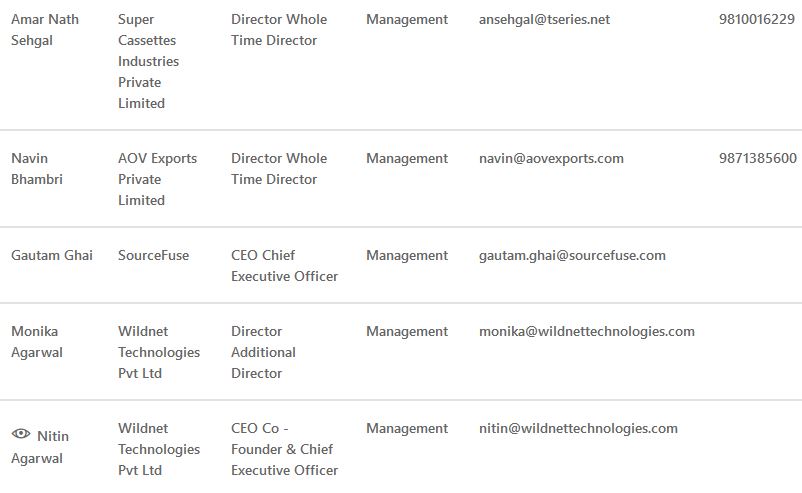 Amar Nath Super Director Whole Management ansehgal@tseries.net 9810016229
Sehgal Cassettes Time Director
Industries
Private
Limited
Navin AOV Exports Director Whole Management navin@aovexports.com 9871385600
Bhambri Private Time Director
Limited
Gautam Ghai SourceFuse CEO Chief Management gautam.ghai@sourcefuse.com
Executive Officer
Monika Wildnet Director Management monika@wildnettechnologies.com
Agarwal Technologies Additional
Pvt Ltd Director
Nitin Wildnet CEO Co - Management nitin@wildnettechnologies.com
Agarwal Technologies Founder & Chief
Pvt Ltd Executive Officer